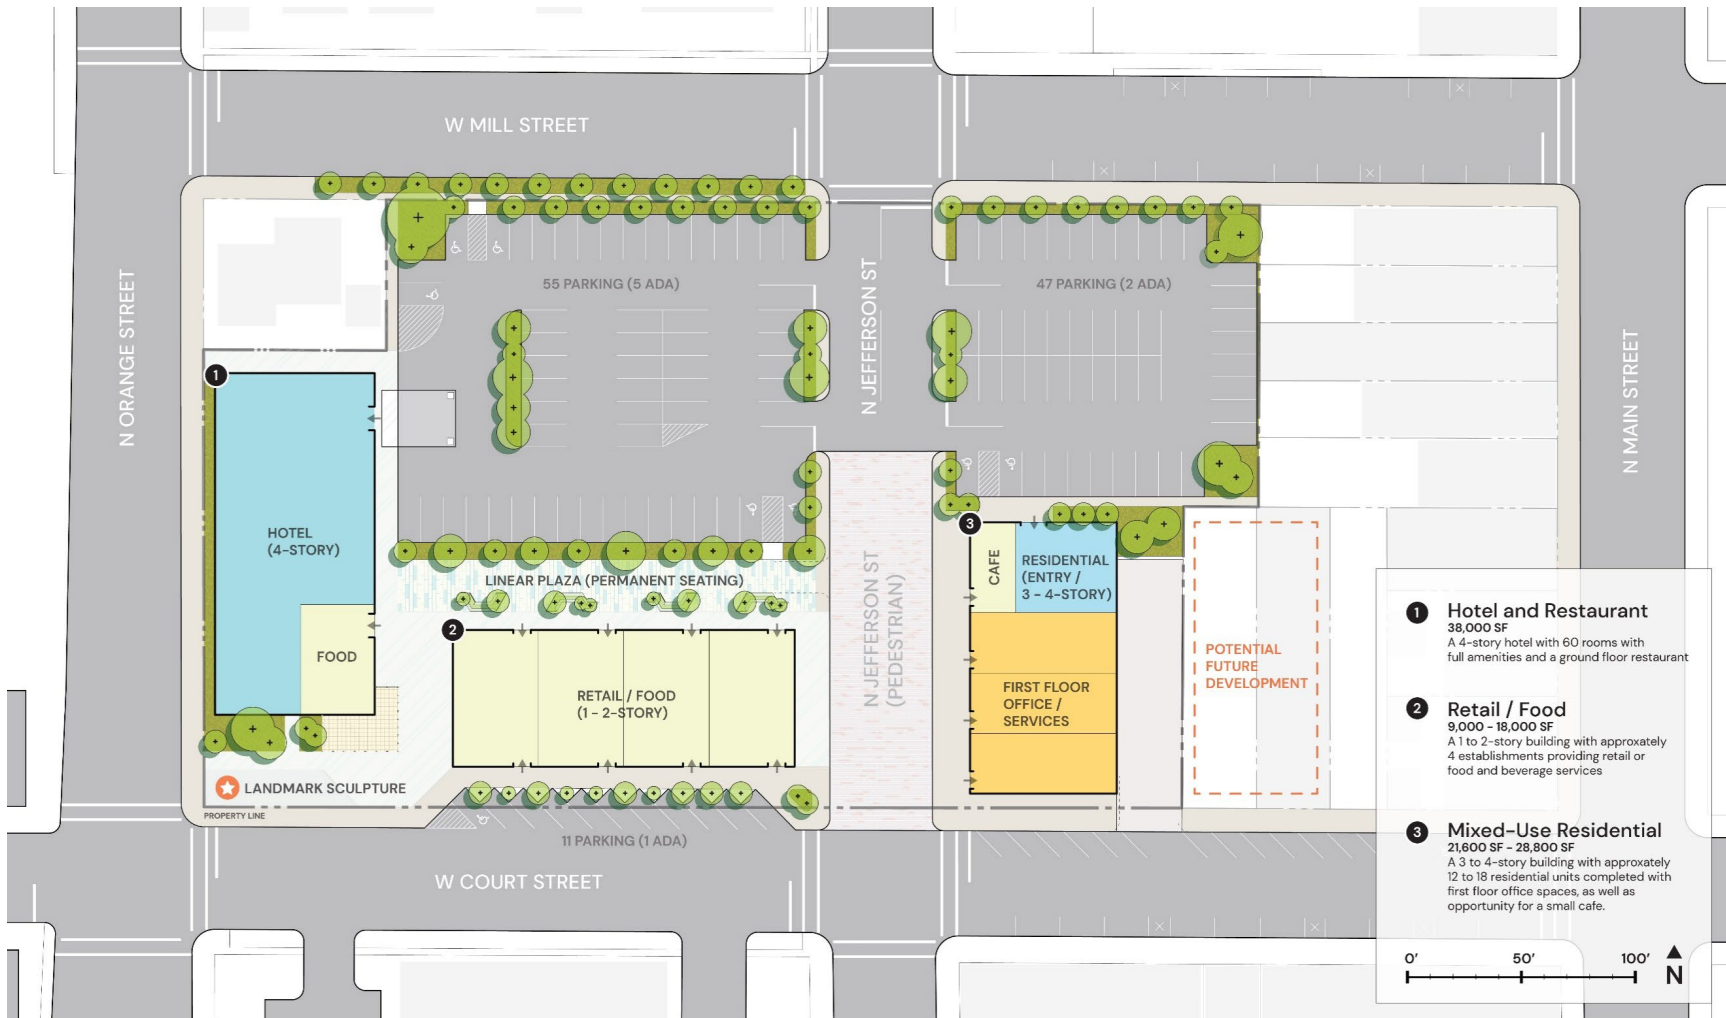 W MILL STREET
N ORANGE STREET
55 PARKING (5 ADA)
N JEFFERSON ST
47 PARKING (2 ADA)
N MAIN STREET
1
HOTEL
(4-STORY)
FOOD
LINEAR PLAZA (PERMANENT SEATING)
2
RETAIL / FOOD
(1 - 2-STORY)
N JEFFERSON ST
(PEDESTRIAN)
3
CAFE
RESIDENTIAL
(ENTRY /
3 - 4-STORY)
FIRST FLOOR
OFFICE /
SERVICES
POTENTIAL
FUTURE
DEVELOPMENT
LANDMARK SCULPTURE
PROPERTY LINE
11 PARKING (1 ADA)
W COURT STREET
1 Hotel and Restaurant
38,000 SF
A 4-story hotel with 60 rooms with
full amenities and a ground floor restaurant
2 Retail / Food
9,000 - 18,000 SF
A 1 to 2-story building with approxately
4 establishments providing retail or
food and beverage services
3 Mixed-Use Residential
21,600 SF - 28,800 SF
A 3 to 4-story building with approxately
12 to 18 residential units completed with
first floor office spaces, as well as
opportunity for a small cafe.
0' 50' 100'
N